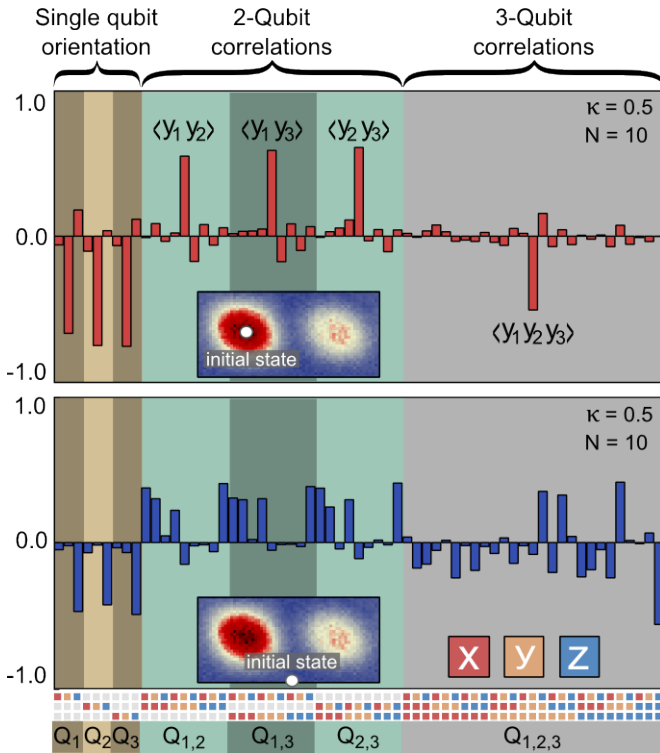 Single qubit
orientation
2-Qubit
correlations
3-Qubit
correlations
1.0
0.0
-1.0
⟨y₁ y₂⟩
⟨y₁ y₃⟩
⟨y₂ y₃⟩
κ = 0.5
N = 10
initial state
⟨y₁ y₂ y₃⟩
1.0
0.0
-1.0
κ = 0.5
N = 10
initial state
x y z
Q₁ Q₂ Q₃ Q₁,₂ Q₁,₃ Q₂,₃ Q₁,₂,₃